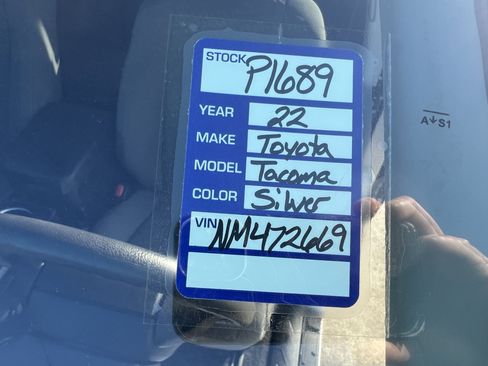 STOCK P1689
YEAR 22
MAKE Toyota
MODEL Tacoma
COLOR Silver
VIN NM472669
A S1